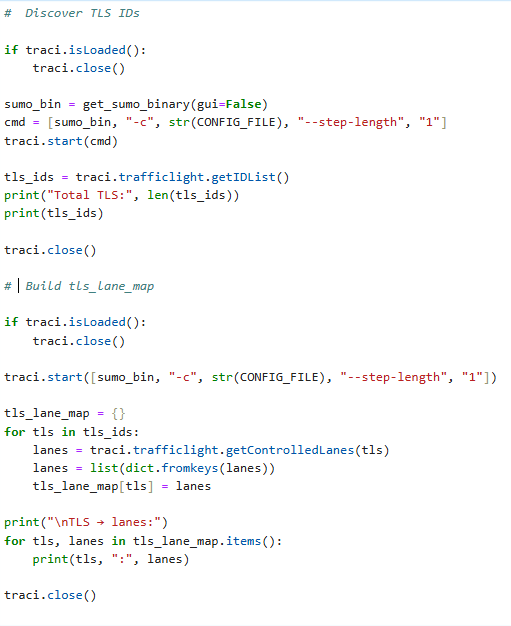 #  Discover TLS IDs
if traci.isLoaded():
    traci.close()
sumo_bin = get_sumo_binary(gui=False)
cmd = [sumo_bin, "-c", str(CONFIG_FILE), "--step-length", "1"]
traci.start(cmd)
tls_ids = traci.trafficlight.getIDList()
print("Total TLS:", len(tls_ids))
print(tls_ids)
traci.close()
#  Build tls_lane_map
if traci.isLoaded():
    traci.close()
traci.start([sumo_bin, "-c", str(CONFIG_FILE), "--step-length", "1"])
tls_lane_map = {}
for tls in tls_ids:
    lanes = traci.trafficlight.getControlledLanes(tls)
    lanes = list(dict.fromkeys(lanes))
    tls_lane_map[tls] = lanes
print("\nTLS → lanes:")
for tls, lanes in tls_lane_map.items():
    print(tls, ":", lanes)
traci.close()